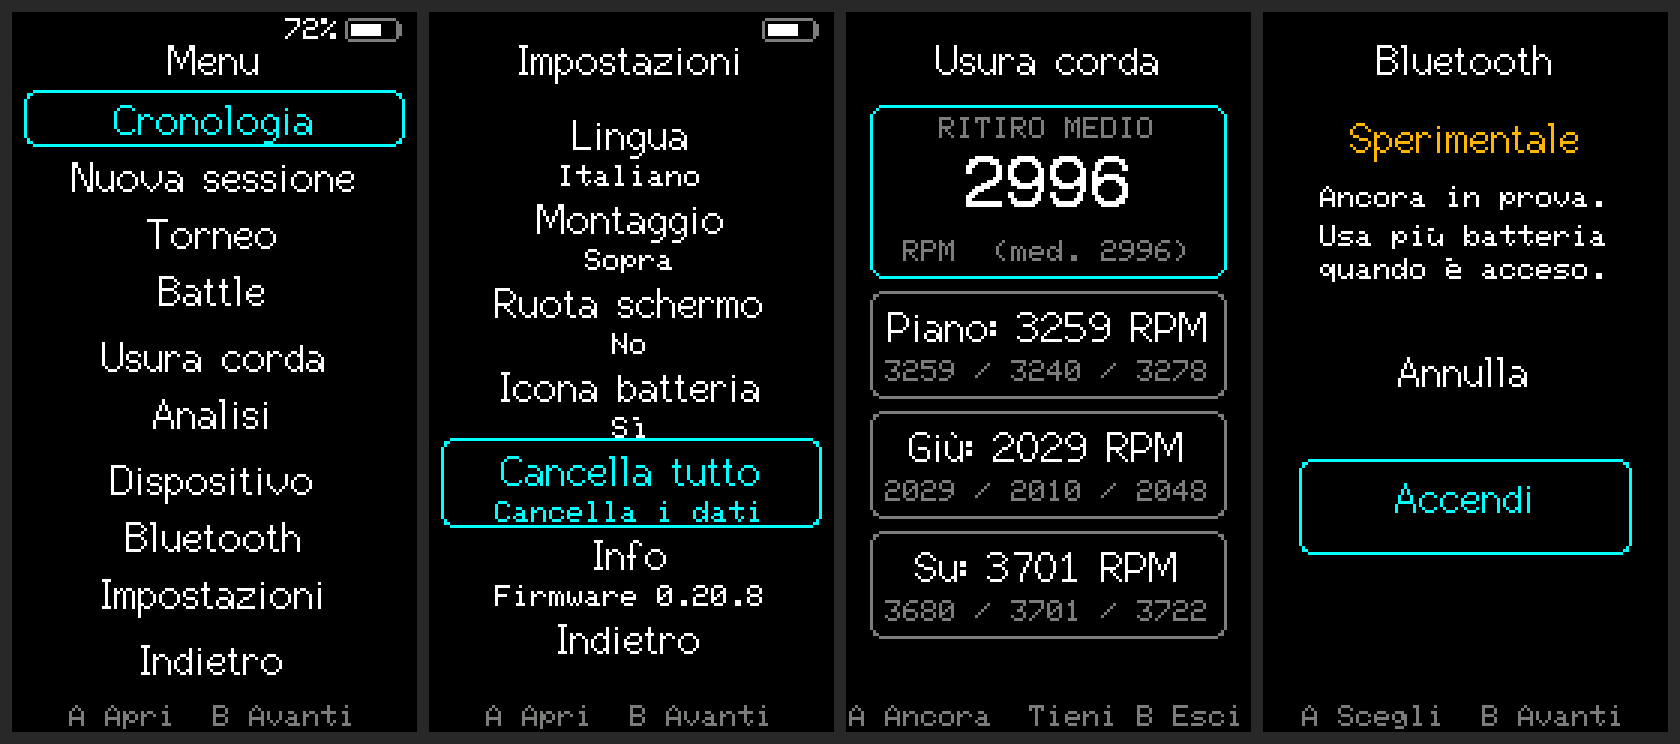 72%
Menu
Cronologia
Nuova sessione
Torneo
Battle
Usura corda
Analisi
Dispositivo
Bluetooth
Impostazioni
Indietro
A Apri B Avanti
Impostazioni
Lingua
Italiano
Montaggio
Sopra
Ruota schermo
No
Icona batteria
Sì
Cancella tutto
Cancella i dati
Info
Firmware 0.20.8
Indietro
A Apri B Avanti
Usura corda
RITIRO MEDIO
2996
RPM (med. 2996)
Piano: 3259 RPM
3259 / 3240 / 3278
Giù: 2029 RPM
2029 / 2010 / 2048
Su: 3701 RPM
3680 / 3701 / 3722
A Ancora Tieni B Esci
Bluetooth
Sperimentale
Ancora in prova.
Usa più batteria
quando è acceso.
Annulla
Accendi
A Scegli B Avanti